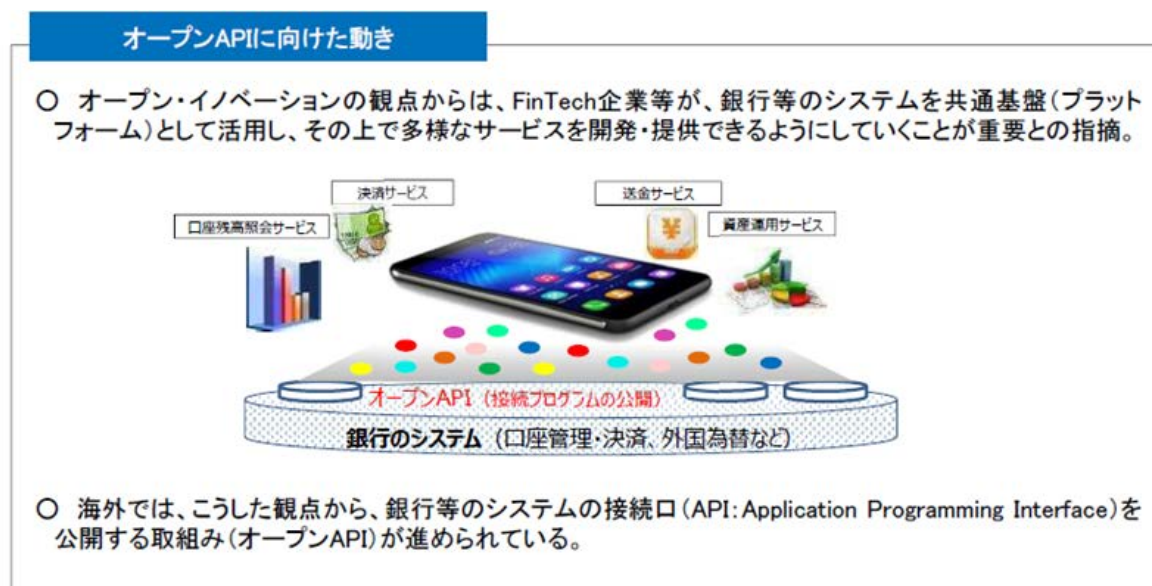 オープンAPIに向けた動き
○ オープン・イノベーションの観点からは、FinTech企業等が、銀行等のシステムを共通基盤(プラット
フォーム)として活用し、その上で多様なサービスを開発・提供できるようにしていくことが重要との指摘。
決済サービス
送金サービス
口座残高照会サービス
資産運用サービス
¥
オープンAPI (接続プログラムの公開)
銀行のシステム (口座管理・決済、外国為替など)
○ 海外では、こうした観点から、銀行等のシステムの接続口(API:Application Programming Interface)を
公開する取組み(オープンAPI)が進められている。